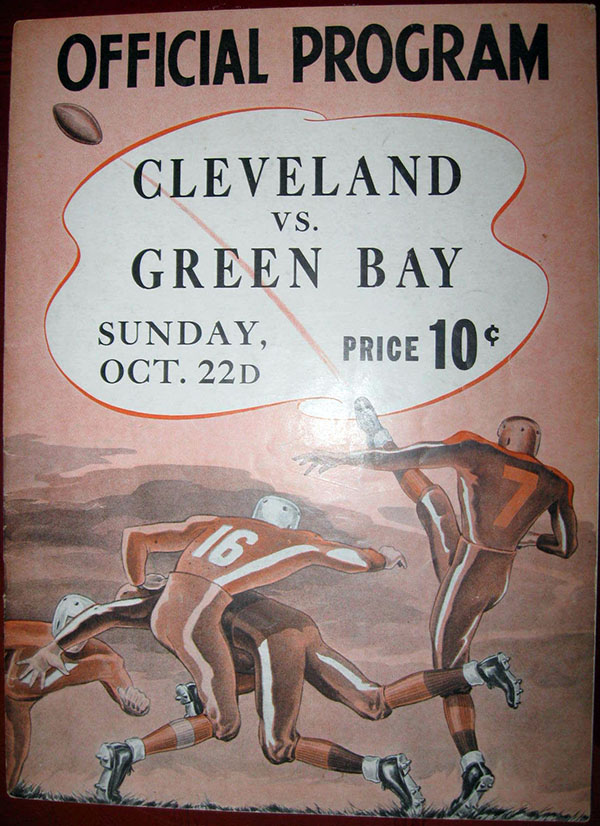 OFFICIAL PROGRAM
CLEVELAND
VS.
GREEN BAY
SUNDAY,
OCT. 22D
PRICE 10¢
7
16